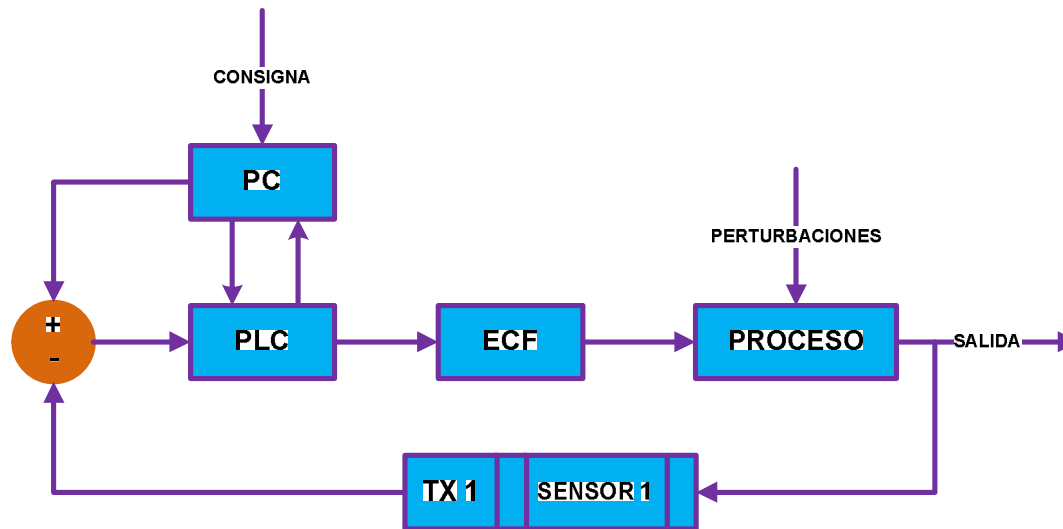 CONSIGNA
PC
PERTURBACIONES
+
-
PLC
ECF
PROCESO
SALIDA
TX 1
SENSOR 1